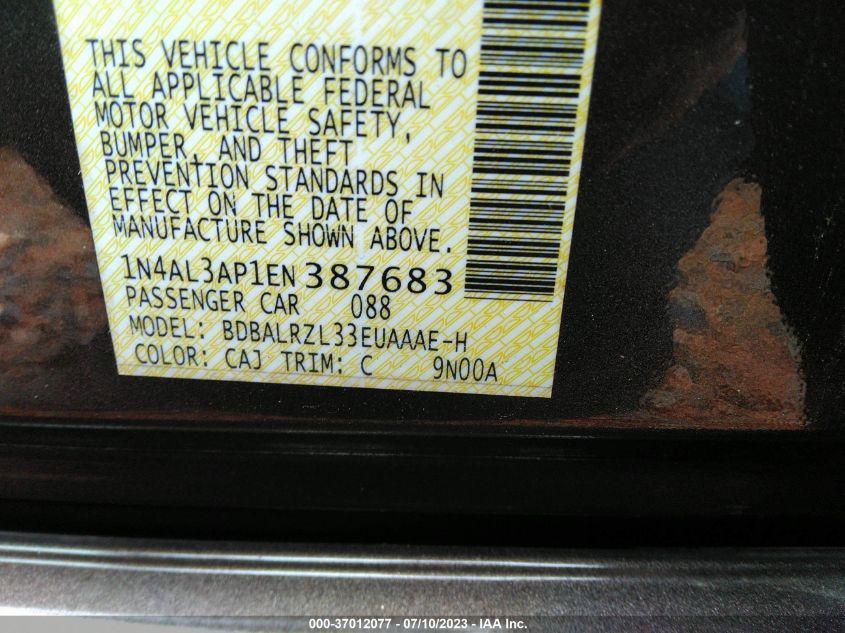 THIS VEHICLE CONFORMS TO
ALL APPLICABLE FEDERAL
MOTOR VEHICLE SAFETY,
BUMPER, AND THEFT
PREVENTION STANDARDS IN
EFFECT ON THE DATE OF
MANUFACTURE SHOWN ABOVE.
1N4AL3AP1EN387683
PASSENGER CAR 088
MODEL: BDBALRZL33EUAAAE-H
COLOR: CAJ TRIM: C 9N00A
000-37012077 - 07/10/2023 - IAA Inc.